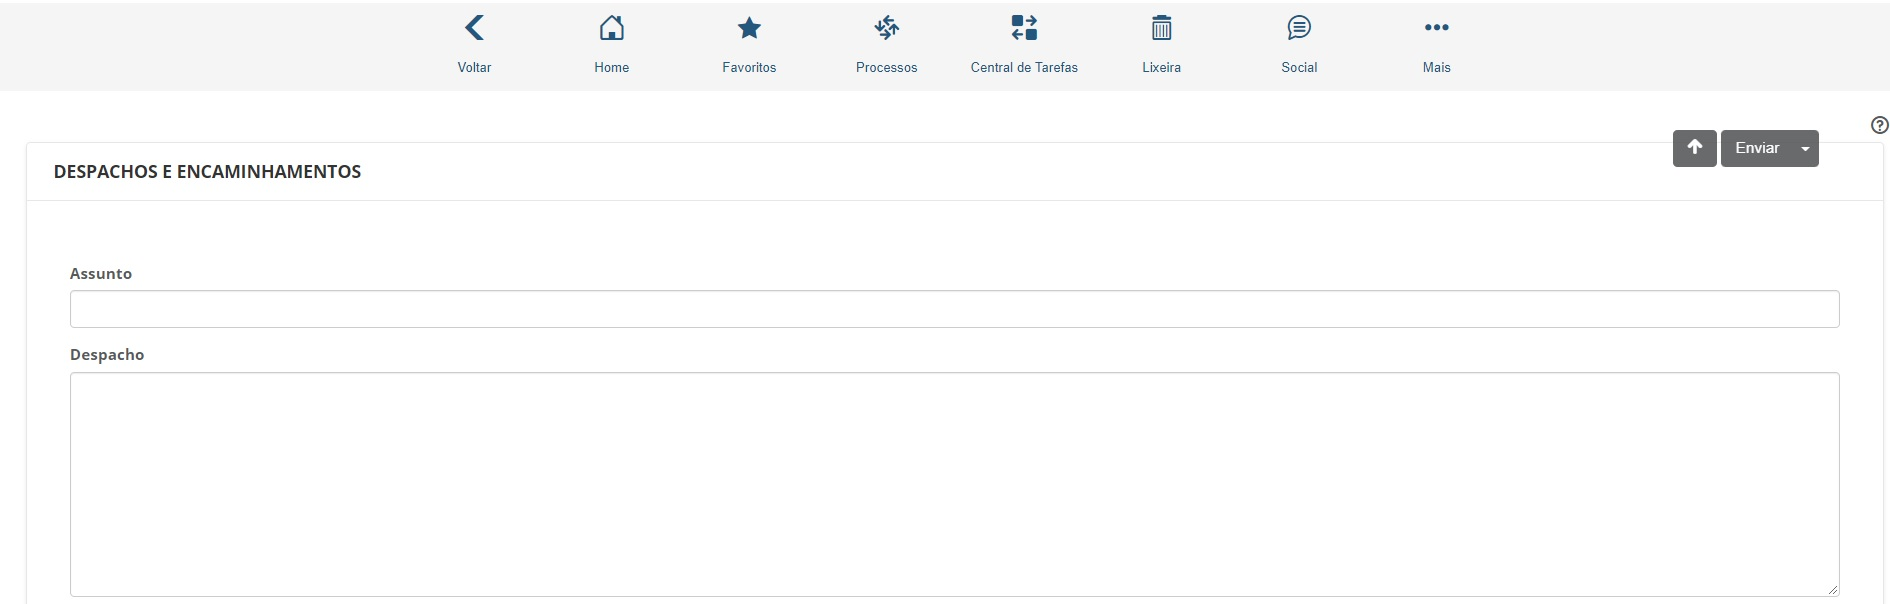 Voltar Home Favoritos Processos Central de Tarefas Lixeira Social Mais
Enviar
DESPACHOS E ENCAMINHAMENTOS
Assunto
Despacho